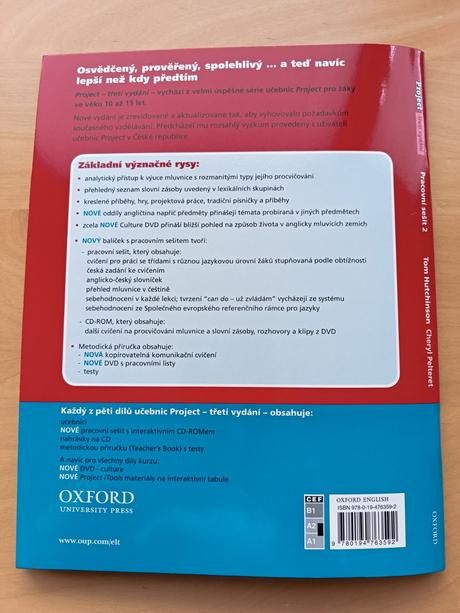 Osvědčený, prověřený, spolehlivý ... a teď navíc
lepší než kdy předtím
Project – třetí vydání – vychází z velmi úspěšné série učebnic Project pro žáky
ve věku 10 až 15 let.
Nové vydání je zrevidované a aktualizované tak, aby vyhovovalo požadavkům
současného vzdělávání. Předcházel mu rozsáhlý výzkum provedený s uživateli
učebnic Project v České republice.
Základní význačné rysy:
• analytický přístup k výuce mluvnice s rozmanitými typy jejího procvičování
• přehledný seznam slovní zásoby uvedený v lexikálních skupinách
• kreslené příběhy, hry, projektová práce, tradiční písničky a příběhy
• NOVÉ oddíly angličtina napříč předměty přinášejí témata probíraná v jiných předmětech
• zcela NOVÉ Culture DVD přináší bližší pohled na způsob života v anglicky mluvících zemích
• NOVÝ balíček s pracovním sešitem tvoří:
- pracovní sešit, který obsahuje:
cvičení pro práci se třídami s různou jazykovou úrovní žáků stupňovaná podle obtížnosti
česká zadání ke cvičením
anglicko-český slovníček
přehled mluvnice v češtině
sebehodnocení v každé lekci; tvrzení "can do – už zvládám" vycházejí ze systému
sebehodnocení ze Společného evropského referenčního rámce pro jazyky
- CD-ROM, který obsahuje:
další cvičení na procvičování mluvnice a slovní zásoby, rozhovory a klipy z DVD
• Metodická příručka obsahuje:
- NOVÁ kopírovatelná komunikační cvičení
- NOVÉ DVD s pracovními listy
- testy
Každý z pěti dílů učebnic Project – třetí vydání – obsahuje:
učebnici
NOVÉ pracovní sešit s interaktivním CD-ROMem
nahrávky na CD
metodickou příručku (Teacher's Book) s testy
A navíc pro všechny díly kurzu:
NOVÉ DVD - culture
NOVÉ Project iTools materiály na interaktivní tabule
OXFORD
UNIVERSITY PRESS
www.oup.com/elt
CEF
B1
A2
A1
OXFORD ENGLISH
ISBN 978-0-19-476359-2
9 780194 763592
Project
Pracovní sešit 2
Tom Hutchinson Cheryl Pelteret
OXFORD